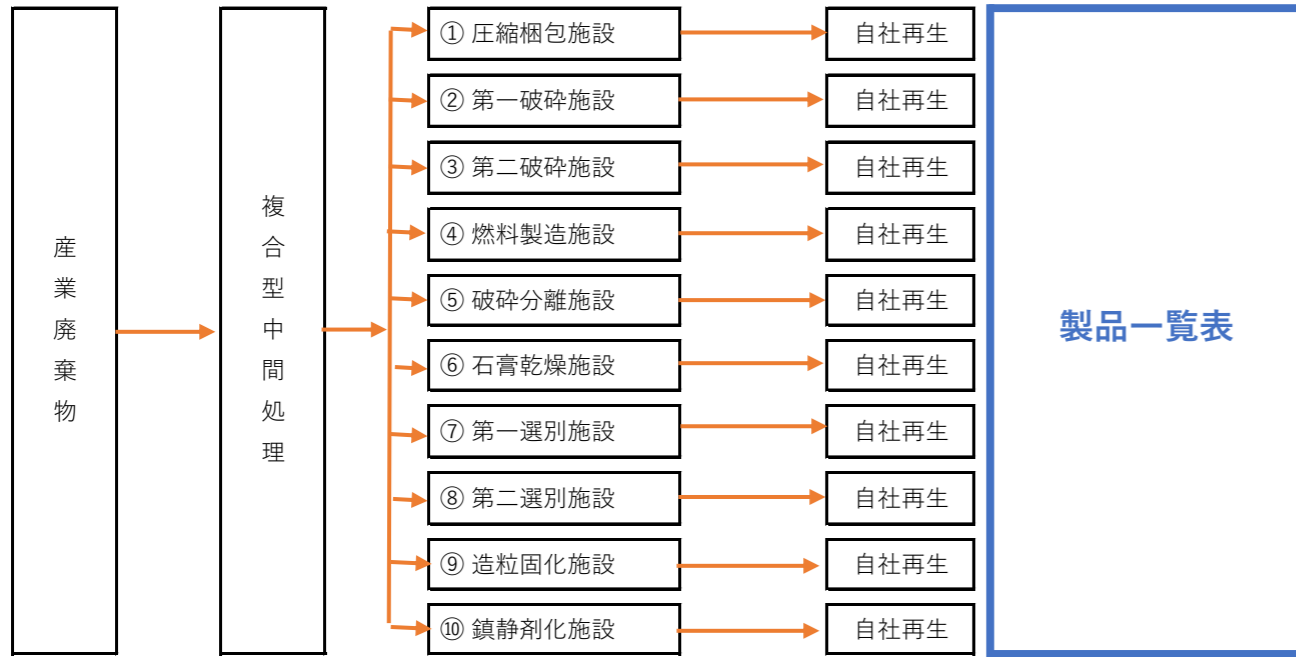 産業廃棄物
複合型中間処理
① 圧縮梱包施設
自社再生
② 第一破砕施設
自社再生
③ 第二破砕施設
自社再生
④ 燃料製造施設
自社再生
⑤ 破砕分離施設
自社再生
⑥ 石膏乾燥施設
自社再生
⑦ 第一選別施設
自社再生
⑧ 第二選別施設
自社再生
⑨ 造粒固化施設
自社再生
⑩ 鎮静剤化施設
自社再生
製品一覧表